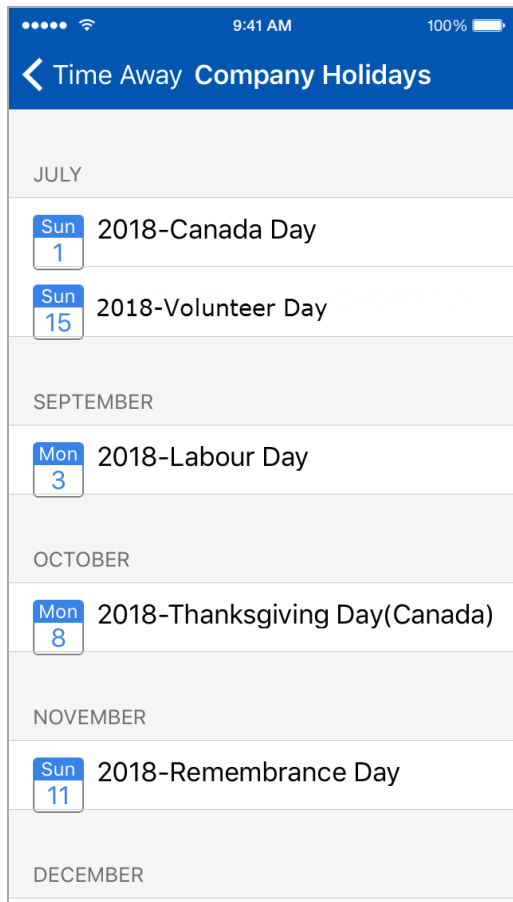 9:41 AM 100%
Time Away Company Holidays
JULY
Sun
1
2018-Canada Day
Sun
15
2018-Volunteer Day
SEPTEMBER
Mon
3
2018-Labour Day
OCTOBER
Mon
8
2018-Thanksgiving Day(Canada)
NOVEMBER
Sun
11
2018-Remembrance Day
DECEMBER